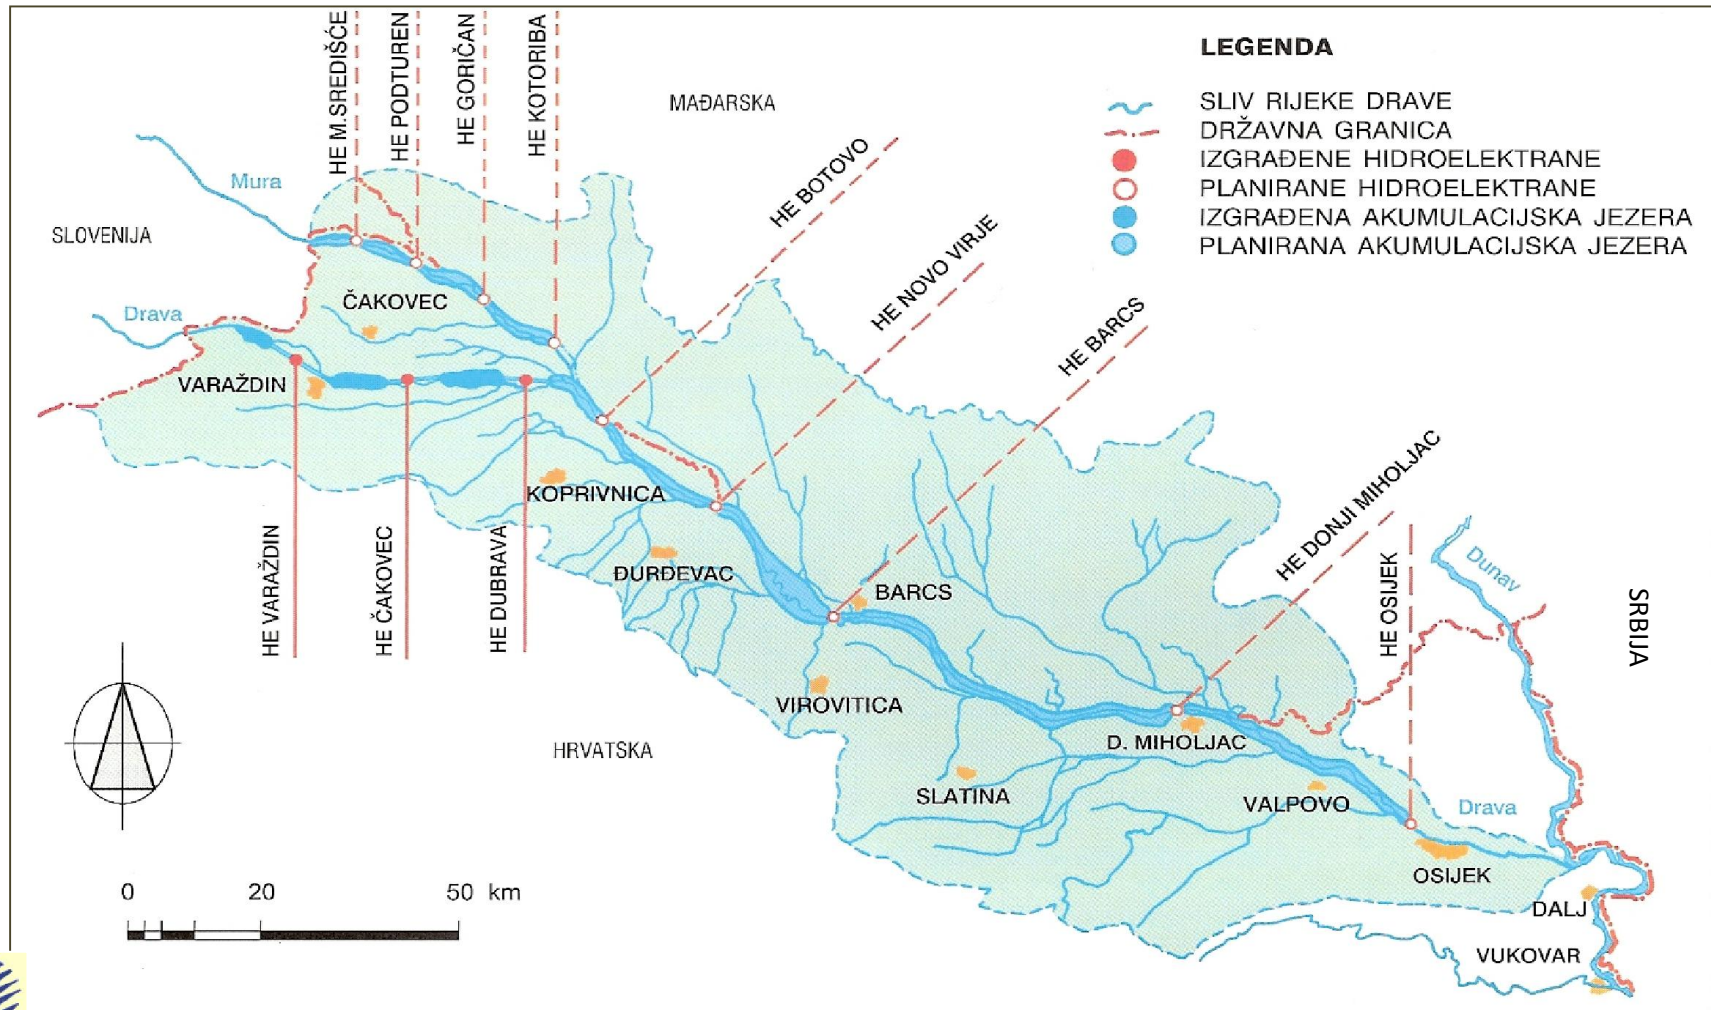 HE M.SREDIŠĆE
HE PODTUREN
HE GORIČAN
HE KOTORIBA
MAĐARSKA
LEGENDA
SLIV RIJEKE DRAVE
DRŽAVNA GRANICA
IZGRAĐENE HIDROELEKTRANE
PLANIRANE HIDROELEKTRANE
IZGRAĐENA AKUMULACIJSKA JEZERA
PLANIRANA AKUMULACIJSKA JEZERA
HE BOTOVO
HE NOVO VIRJE
HE BARCS
HE DONJI MIHOLJAC
HE OSIJEK
Mura
SLOVENIJA
Drava
ČAKOVEC
VARAŽDIN
KOPRIVNICA
ĐURĐEVAC
BARCS
Dunav
SRBIJA
HE VARAŽDIN
HE ČAKOVEC
HE DUBRAVA
VIROVITICA
HRVATSKA
D. MIHOLJAC
SLATINA
VALPOVO
Drava
OSIJEK
DALJ
VUKOVAR
0 20 50 km